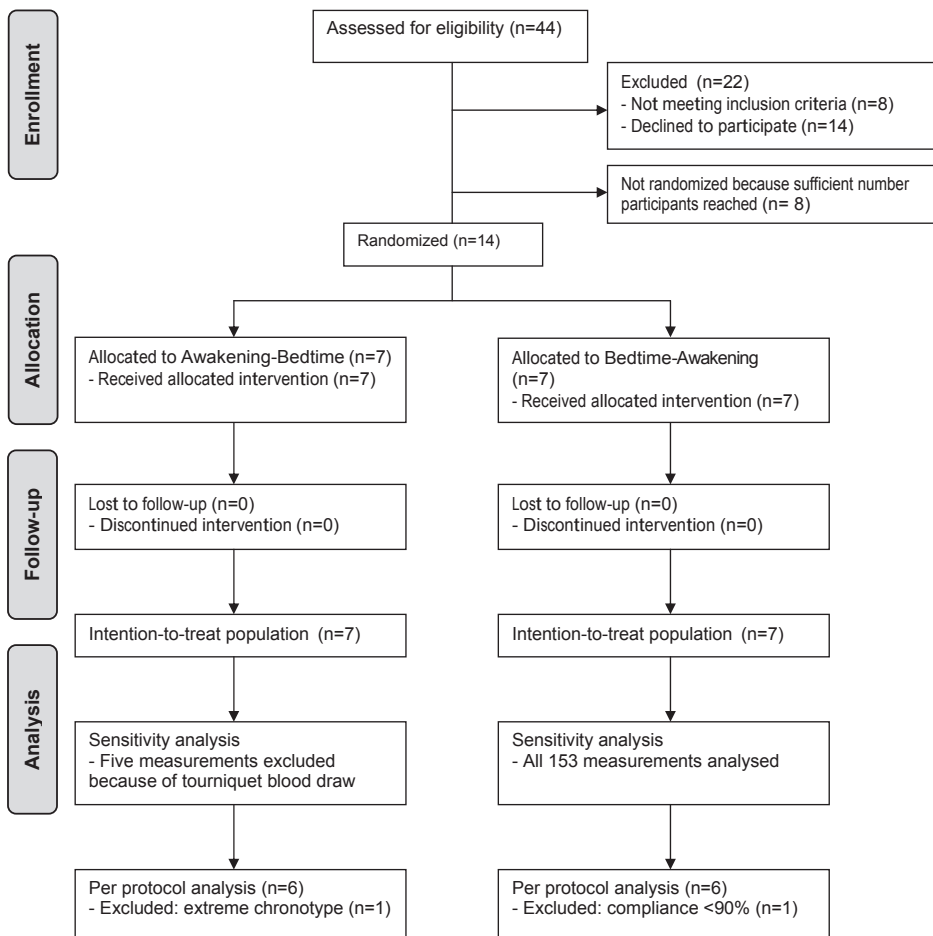 Enrollment
Assessed for eligibility (n=44)
Excluded (n=22)
- Not meeting inclusion criteria (n=8)
- Declined to participate (n=14)
Not randomized because sufficient number
participants reached (n= 8)
Randomized (n=14)
Allocation
Allocated to Awakening-Bedtime (n=7)
- Received allocated intervention (n=7)
Allocated to Bedtime-Awakening
(n=7)
- Received allocated intervention (n=7)
Follow-up
Lost to follow-up (n=0)
- Discontinued intervention (n=0)
Lost to follow-up (n=0)
- Discontinued intervention (n=0)
Analysis
Intention-to-treat population (n=7)
Intention-to-treat population (n=7)
Sensitivity analysis
- Five measurements excluded
because of tourniquet blood draw
Sensitivity analysis
- All 153 measurements analysed
Per protocol analysis (n=6)
- Excluded: extreme chronotype (n=1)
Per protocol analysis (n=6)
- Excluded: compliance <90% (n=1)